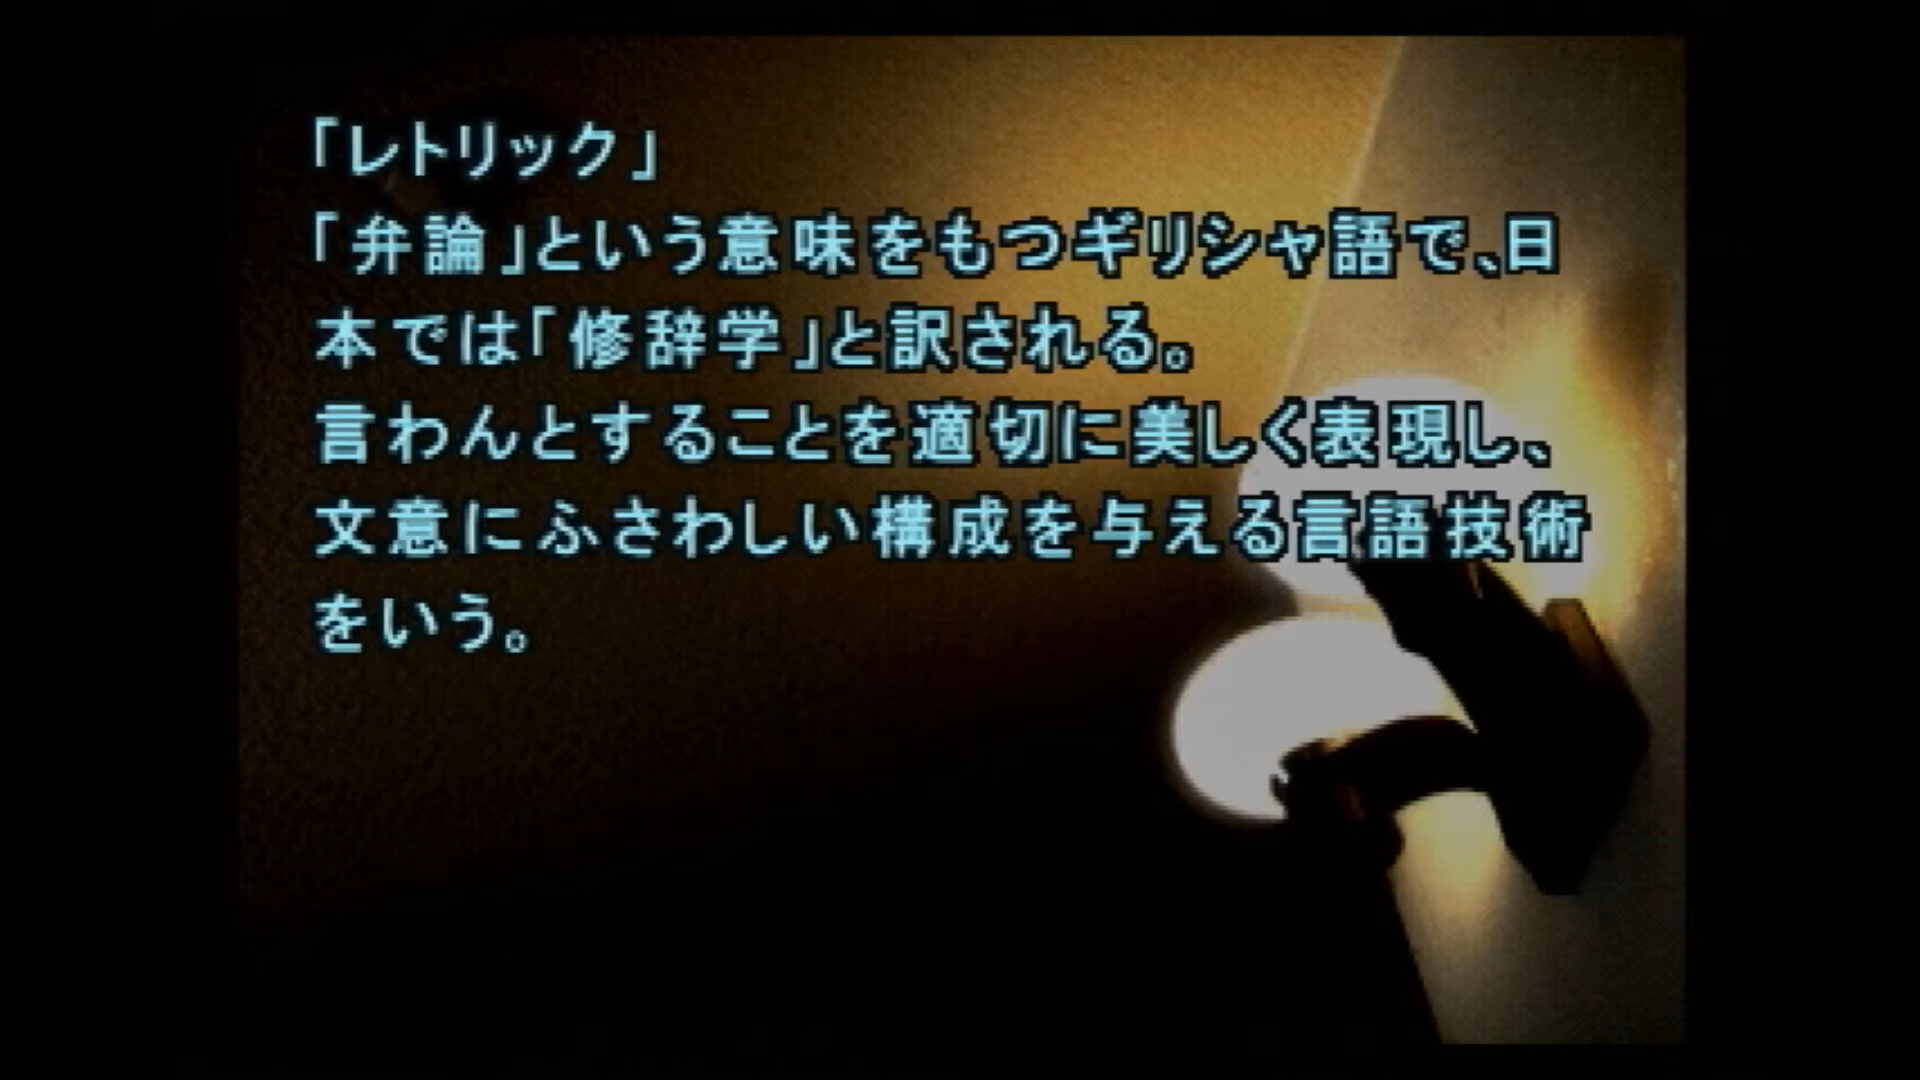 「レトリック」
「弁論」という意味をもつギリシャ語で、日
本では「修辞学」と訳される。
言わんとすることを適切に美しく表現し、
文意にふさわしい構成を与える言語技術
をいう。